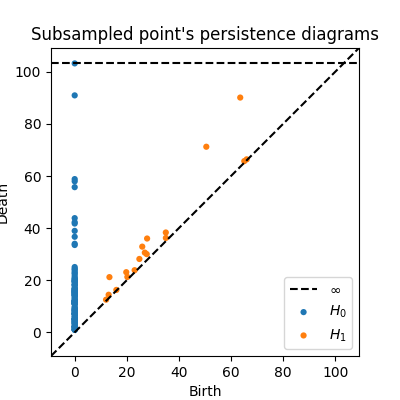 Subsampled point's persistence diagrams
Death
100
80
60
40
20
0
∞
H₀
H₁
0 20 40 60 80 100
Birth